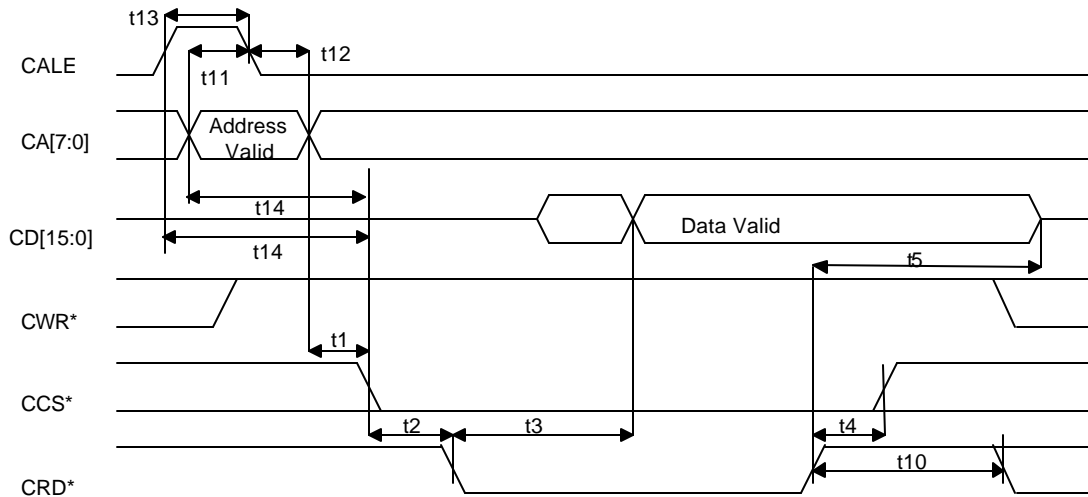 t13
t12
CALE
t11
CA[7:0]
Address
Valid
t14
CD[15:0]
Data Valid
t14
t5
CWR*
t1
CCS*
t2
t3
t4
t10
CRD*